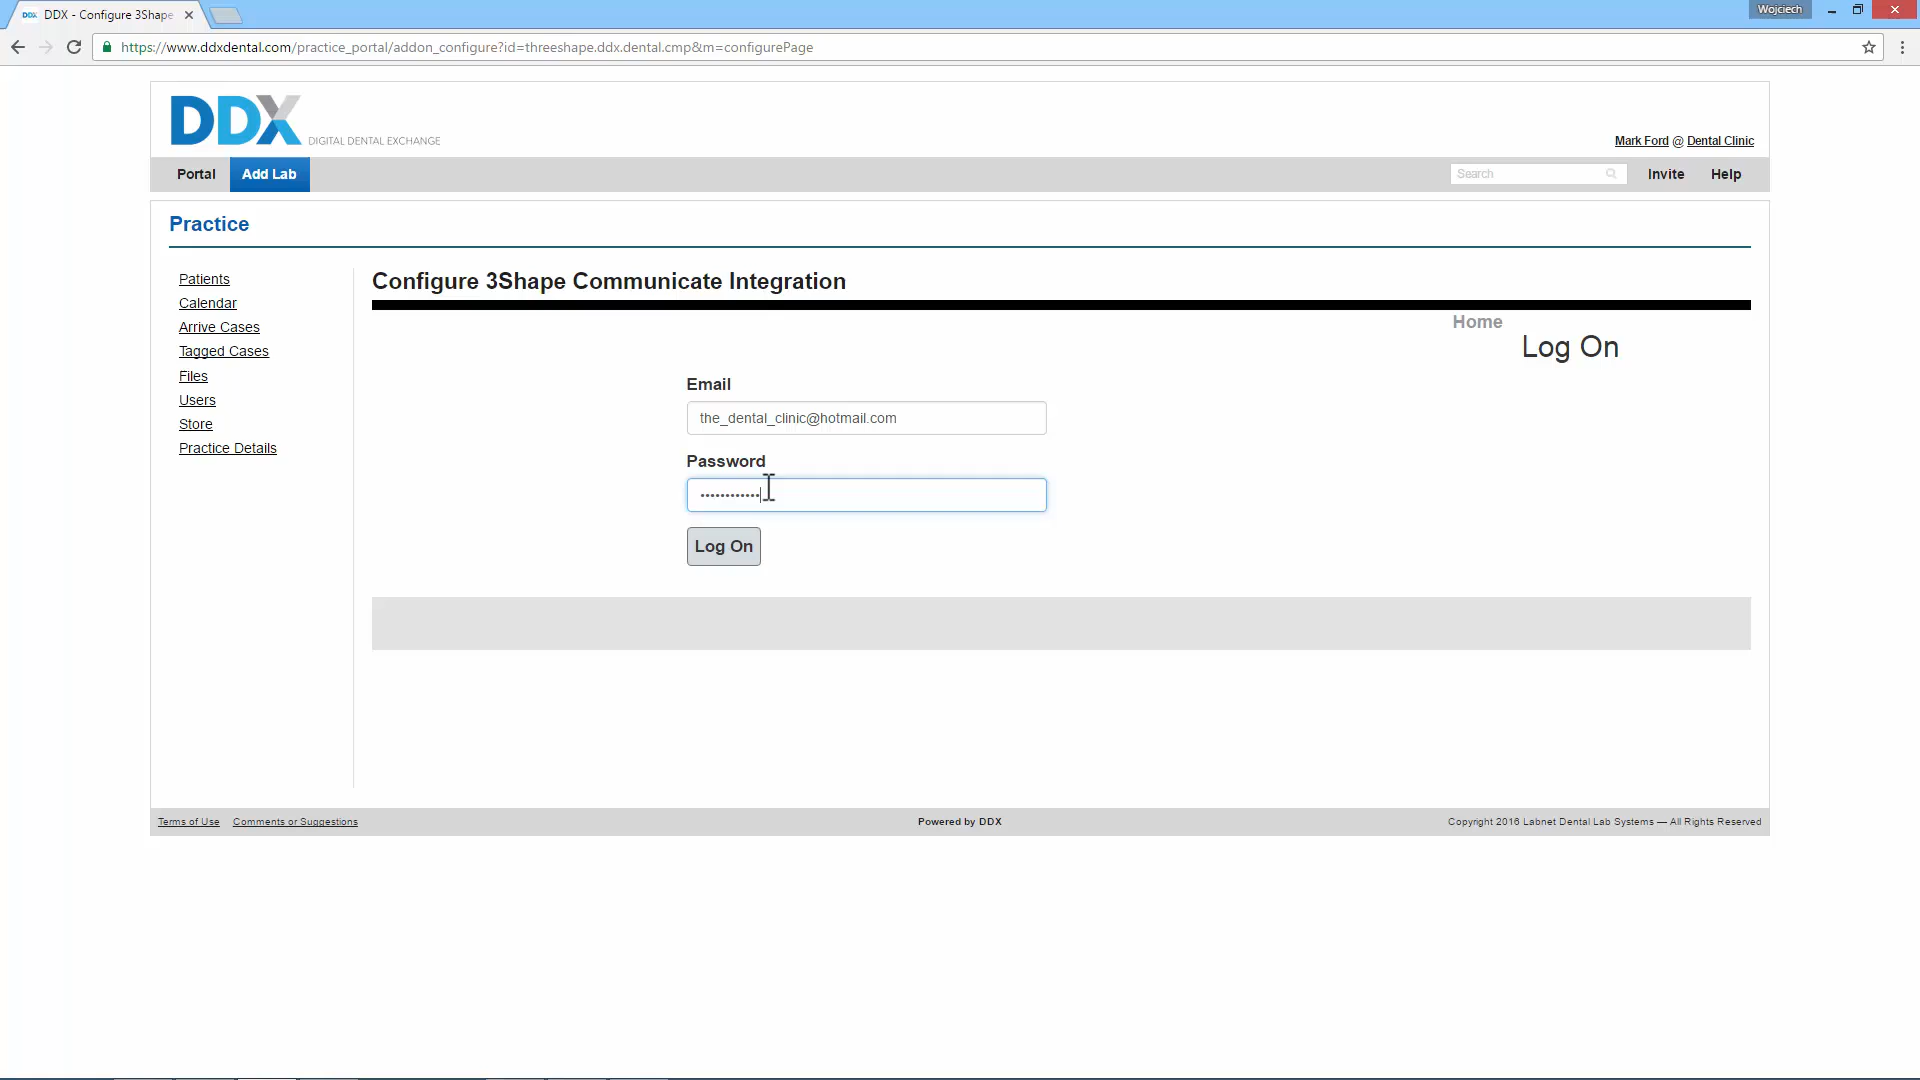 DDX DDX - Configure 3Shape
Wojciech
https://www.ddxdental.com/practice_portal/addon_configure?id=threeshape.ddx.dental.cmp&m=configurePage
DDX DIGITAL DENTAL EXCHANGE
Mark Ford @ Dental Clinic
Portal Add Lab Search Invite Help
Practice
Patients
Calendar
Arrive Cases
Tagged Cases
Files
Users
Store
Practice Details
Configure 3Shape Communicate Integration
Home
Log On
Email
the_dental_clinic@hotmail.com
Password
••••••••••••
Log On
Terms of Use Comments or Suggestions Powered by DDX Copyright 2016 Labnet Dental Lab Systems — All Rights Reserved